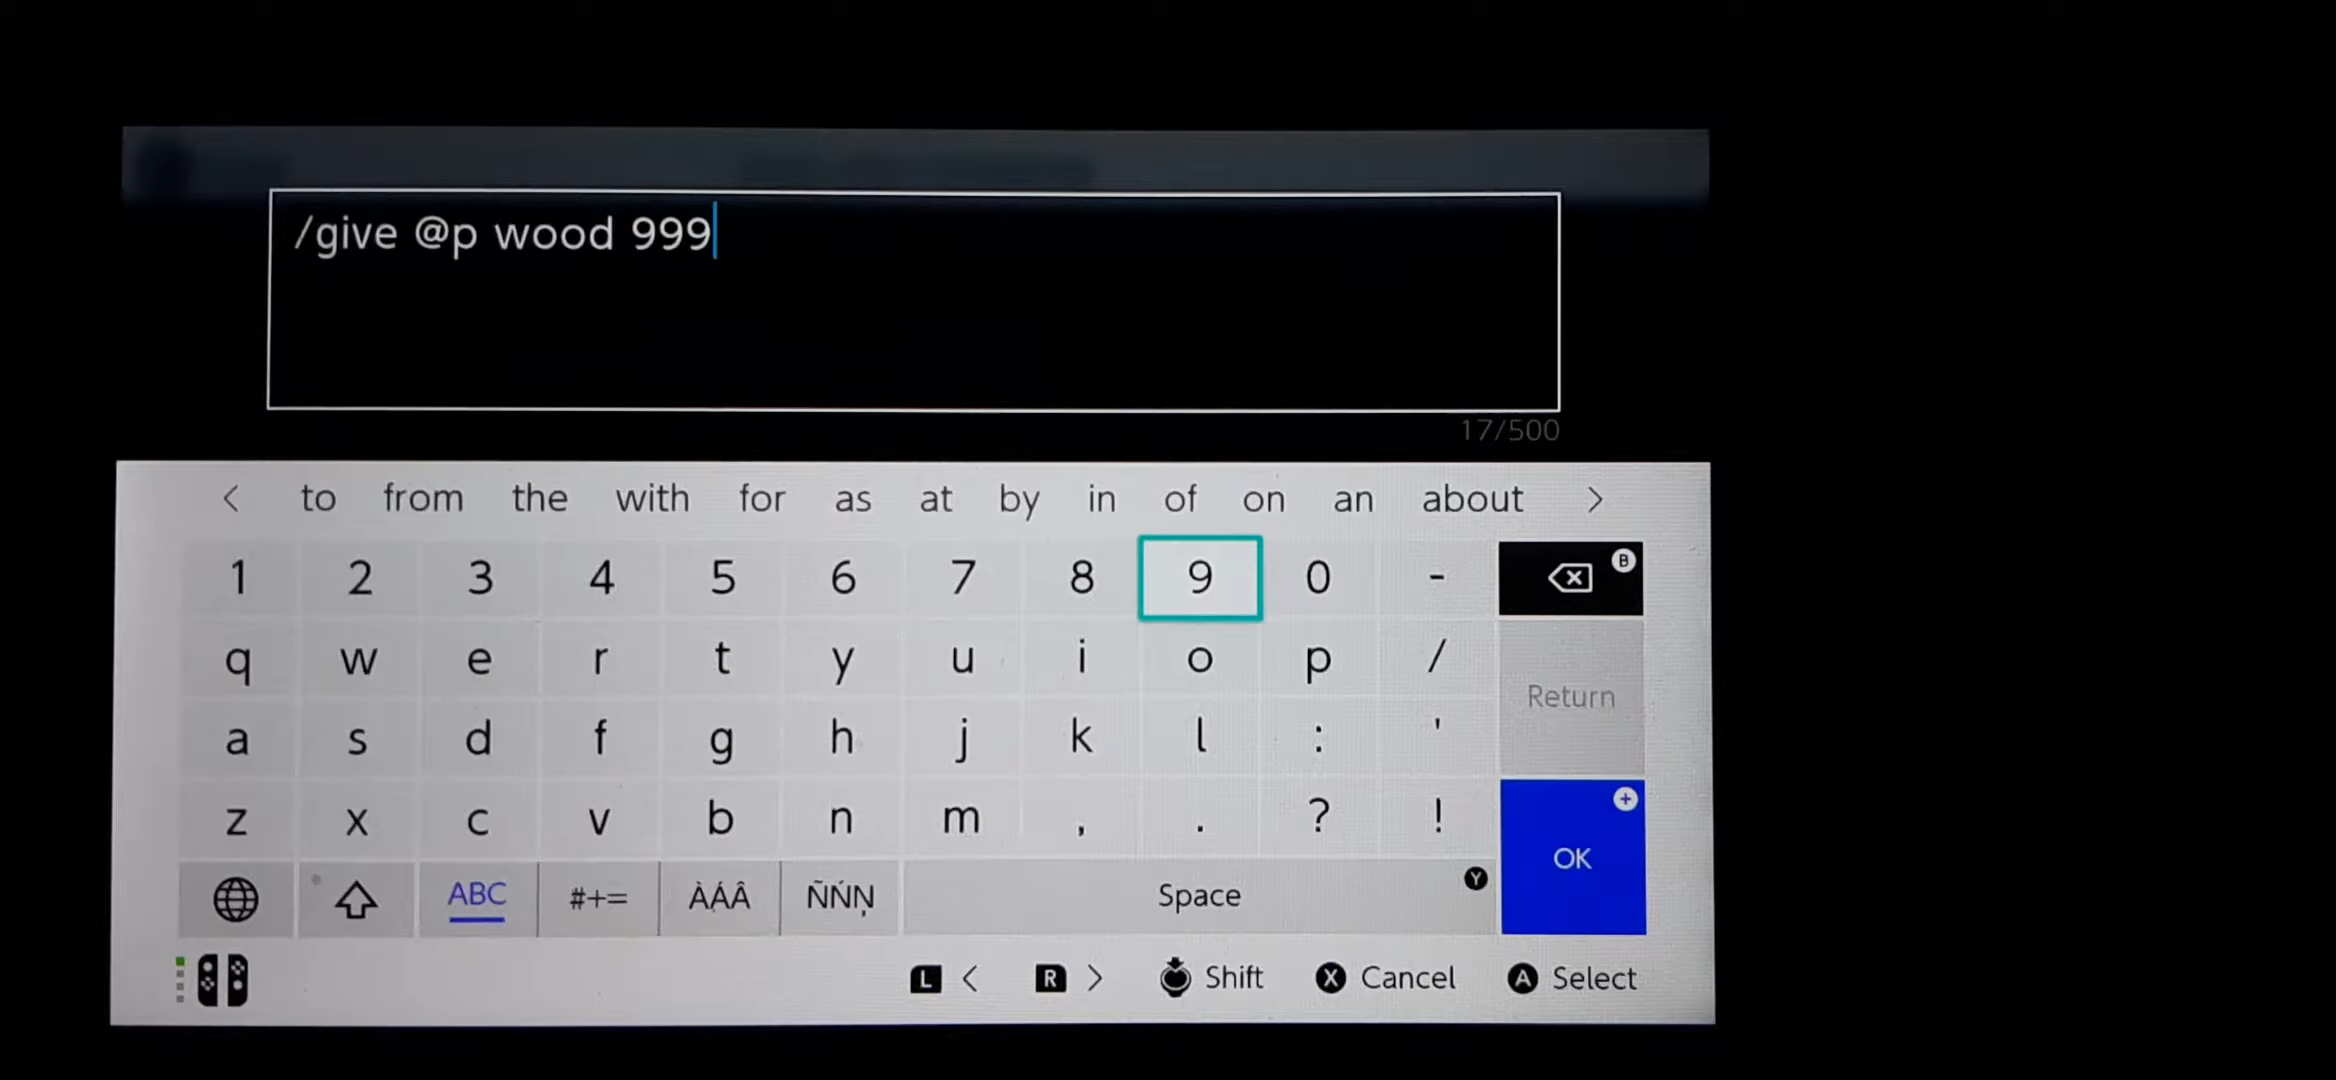 /give @p wood 999
17/500
< to from the with for as at by in of on an about >
1 2 3 4 5 6 7 8 9 0 - B
q w e r t y u i o p / Return
a s d f g h j k l : '
z x c v b n m , . ? ! +
ABC #+= ÀÁÂ ÑŃŅ Space Y OK
L < R > Shift X Cancel A Select